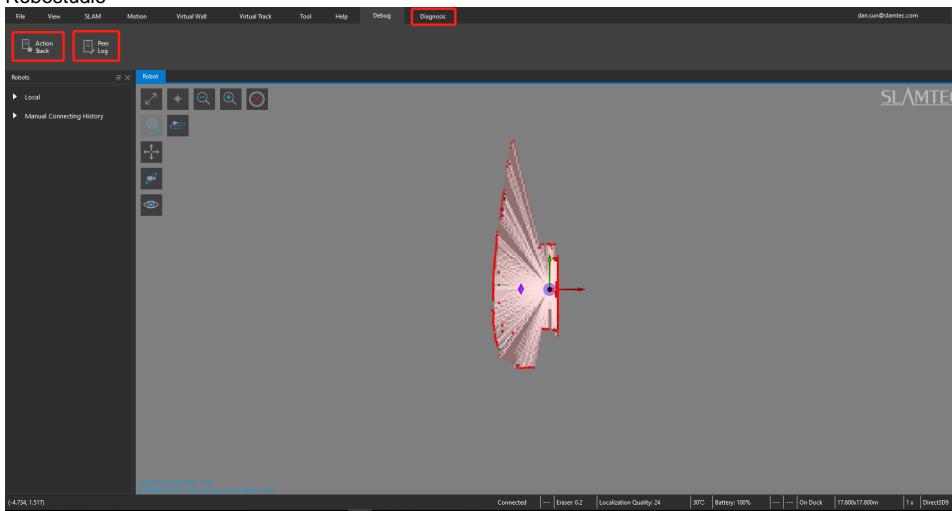 Robostudio
File View SLAM Motion Virtual Wall Virtual Track Tool Help Debug Diagnosis dan.sun@slamtec.com
Action Stack
Peer Log
Robots
Robot
Local
Manual Connecting History
SLAMTEC
(-4.734, 1.517) Connected --- Eraser: 0.2 Localization Quality: 24 30°C Battery: 100% --- --- On Dock 17.600x17.600m 1 x Direct3D9